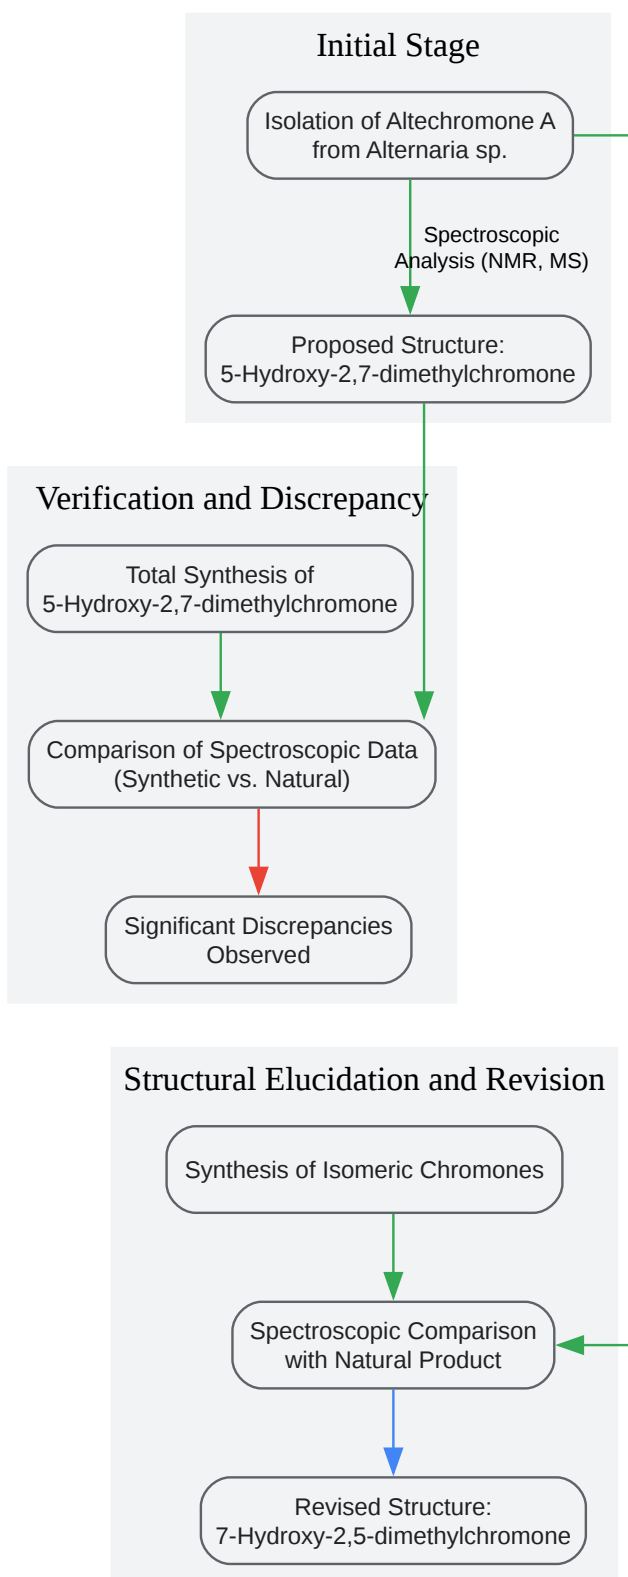 Initial Stage
Isolation of Altechromone A
from Alternaria sp.
Spectroscopic
Analysis (NMR, MS)
Proposed Structure:
5-Hydroxy-2,7-dimethylchromone
Verification and Discrepancy
Total Synthesis of
5-Hydroxy-2,7-dimethylchromone
Comparison of Spectroscopic Data
(Synthetic vs. Natural)
Significant Discrepancies
Observed
Structural Elucidation and Revision
Synthesis of Isomeric Chromones
Spectroscopic Comparison
with Natural Product
Revised Structure:
7-Hydroxy-2,5-dimethylchromone